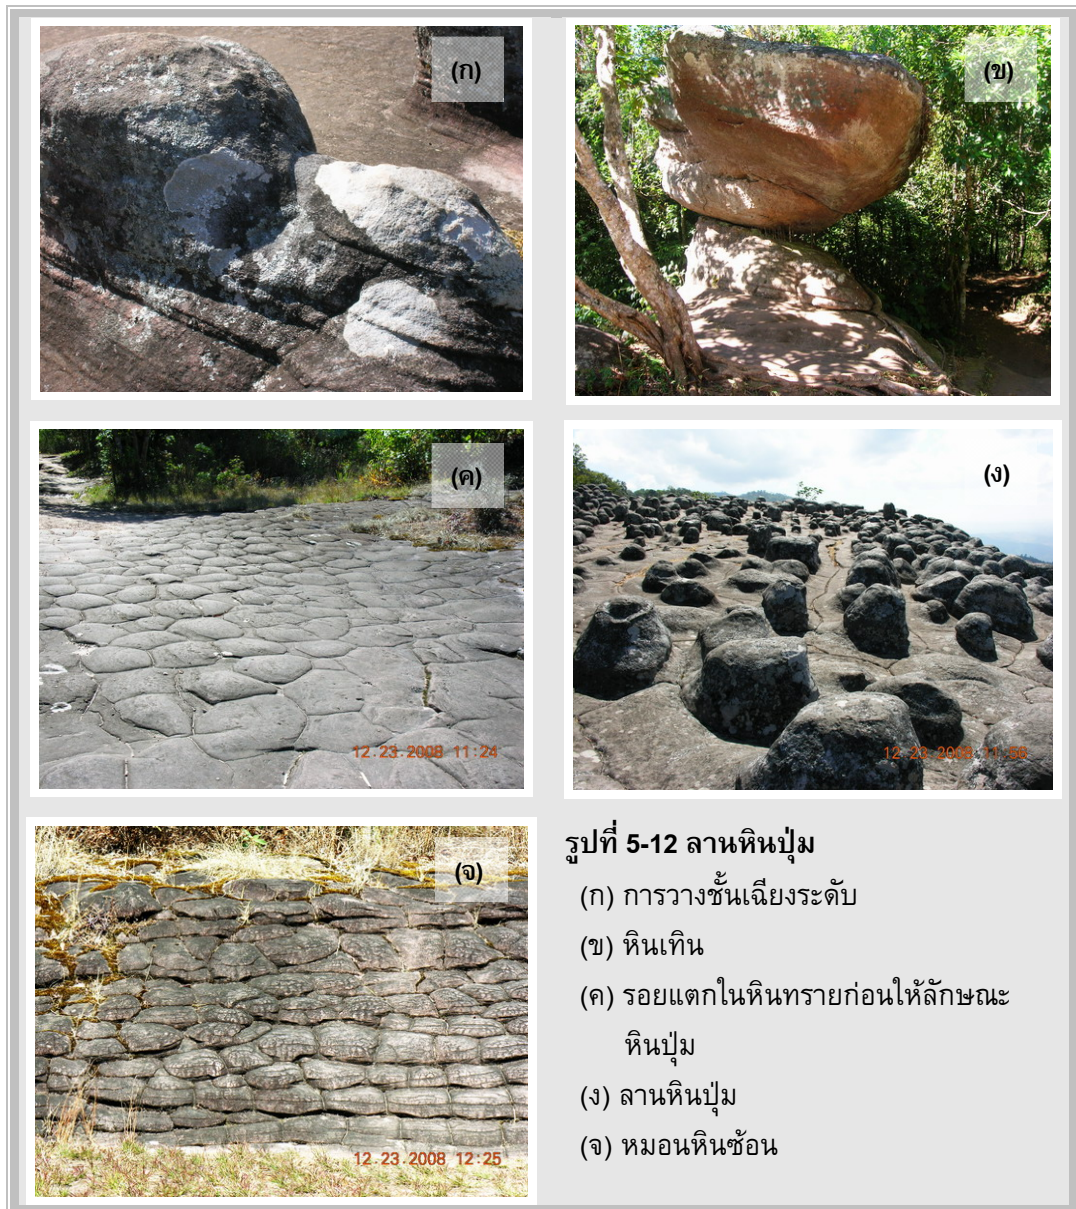 (ก)
(ข)
(ค)
12.23.2008 11:24
(ง)
12.23.2008 11:56
(จ)
12.23.2008 12:25
รูปที่ 5-12 ลานหินปุ่ม
(ก) การวางชั้นเฉียงระดับ
(ข) หินเทิน
(ค) รอยแตกในหินทรายก่อนให้ลักษณะ
หินปุ่ม
(ง) ลานหินปุ่ม
(จ) หมอนหินซ้อน